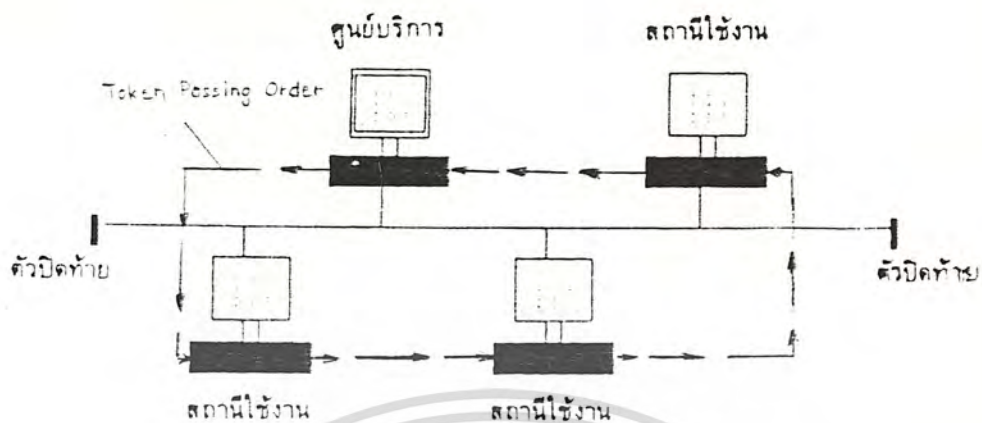 ศูนย์บริการ
สถานีใช้งาน
Token Passing Order
ตัวปิดท้าย
ตัวปิดท้าย
สถานีใช้งาน
สถานีใช้งาน